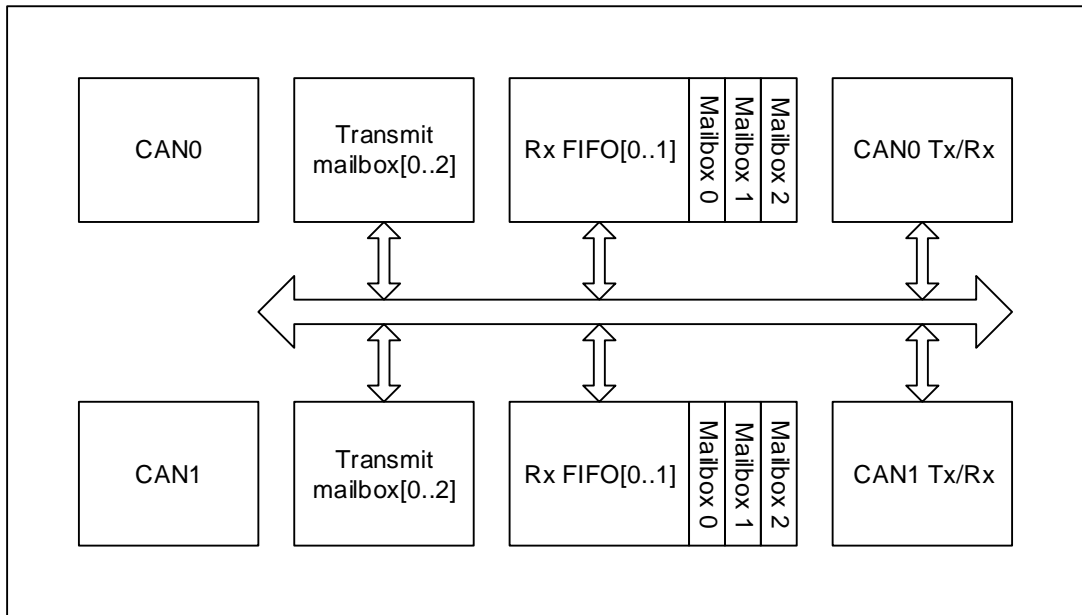 CAN0
Transmit
mailbox[0..2]
Rx FIFO[0..1]
Mailbox 0
Mailbox 1
Mailbox 2
CAN0 Tx/Rx
CAN1
Transmit
mailbox[0..2]
Rx FIFO[0..1]
Mailbox 0
Mailbox 1
Mailbox 2
CAN1 Tx/Rx